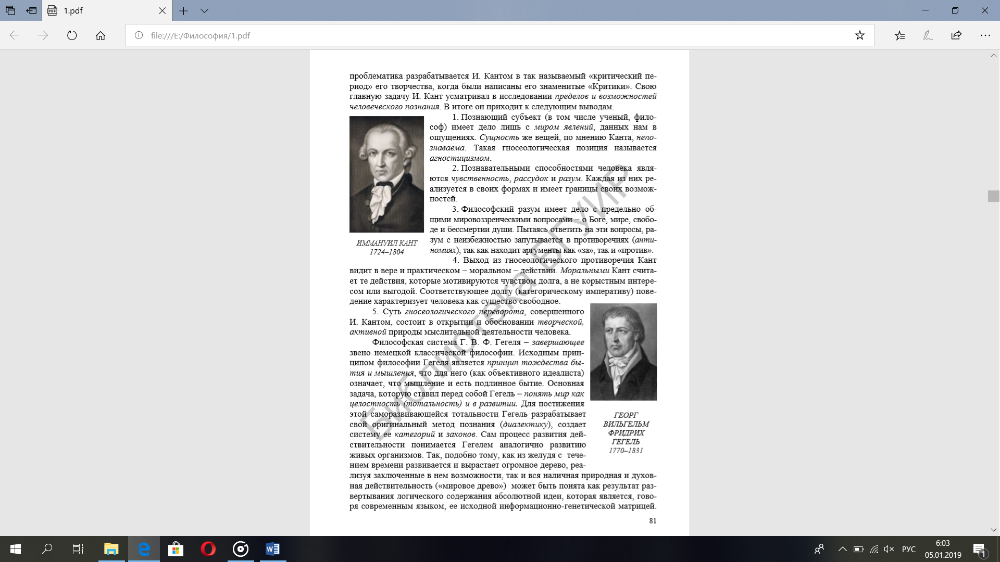 1.pdf
file:///E:/Философия/1.pdf
проблематика разрабатывается И. Кантом в так называемый «критический пе-
риод» его творчества, когда были написаны его знаменитые «Критики». Свою
главную задачу И. Кант усматривал в исследовании пределов и возможностей
человеческого познания. В итоге он приходит к следующим выводам.
1. Познающий субъект (в том числе ученый, фило-
соф) имеет дело лишь с миром явлений, данных нам в
ощущениях. Сущность же вещей, по мнению Канта, непо-
знаваема. Такая гносеологическая позиция называется
агностицизмом.
2. Познавательными способностями человека явля-
ются чувственность, рассудок и разум. Каждая из них ре-
ализуется в своих формах и имеет границы своих возмож-
ностей.
3. Философский разум имеет дело с предельно об-
щими мировоззренческими вопросами – о Боге, мире, свобо-
де и бессмертии души. Пытаясь ответить на эти вопросы, ра-
зум с неизбежностью запутывается в противоречиях (анти-
номиях), так как находит аргументы как «за», так и «против».
ИММАНУИЛ КАНТ
1724–1804
4. Выход из гносеологического противоречия Кант
видит в вере и практическом – моральном – действии. Моральными Кант счита-
ет те действия, которые мотивируются чувством долга, а не корыстным интере-
сом или выгодой. Соответствующее долгу (категорическому императиву) пове-
дение характеризует человека как существо свободное.
5. Суть гносеологического переворота, совершенного
И. Кантом, состоит в открытии и обосновании творческой,
активной природы мыслительной деятельности человека.
Философская система Г. В. Ф. Гегеля – завершающее
звено немецкой классической философии. Исходным прин-
ципом философии Гегеля является принцип тождества бы-
тия и мышления, что для него (как объективного идеалиста)
означает, что мышление и есть подлинное бытие. Основная
задача, которую ставил перед собой Гегель – понять мир как
целостность (тотальность) и в развитии. Для постижения
этой саморазвивающейся тотальности Гегель разрабатывает
свой оригинальный метод познания (диалектику), создает
систему ее категорий и законов. Сам процесс развития дей-
ствительности понимается Гегелем аналогично развитию
живых организмов. Так, подобно тому, как из желудя с тече-
нием времени развивается и вырастает огромное дерево, реа-
лизуя заключенные в нем возможности, так и вся наличная природная и духов-
ная действительность («мировое древо») может быть понята как результат раз-
вертывания логического содержания абсолютной идеи, которая является, гово-
ря современным языком, ее исходной информационно-генетической матрицей.
ГЕОРГ
ВИЛЬГЕЛЬМ
ФРИДРИХ
ГЕГЕЛЬ
1770–1831
81
Библиотека БГУИР
РУС
6:03
05.01.2019
1